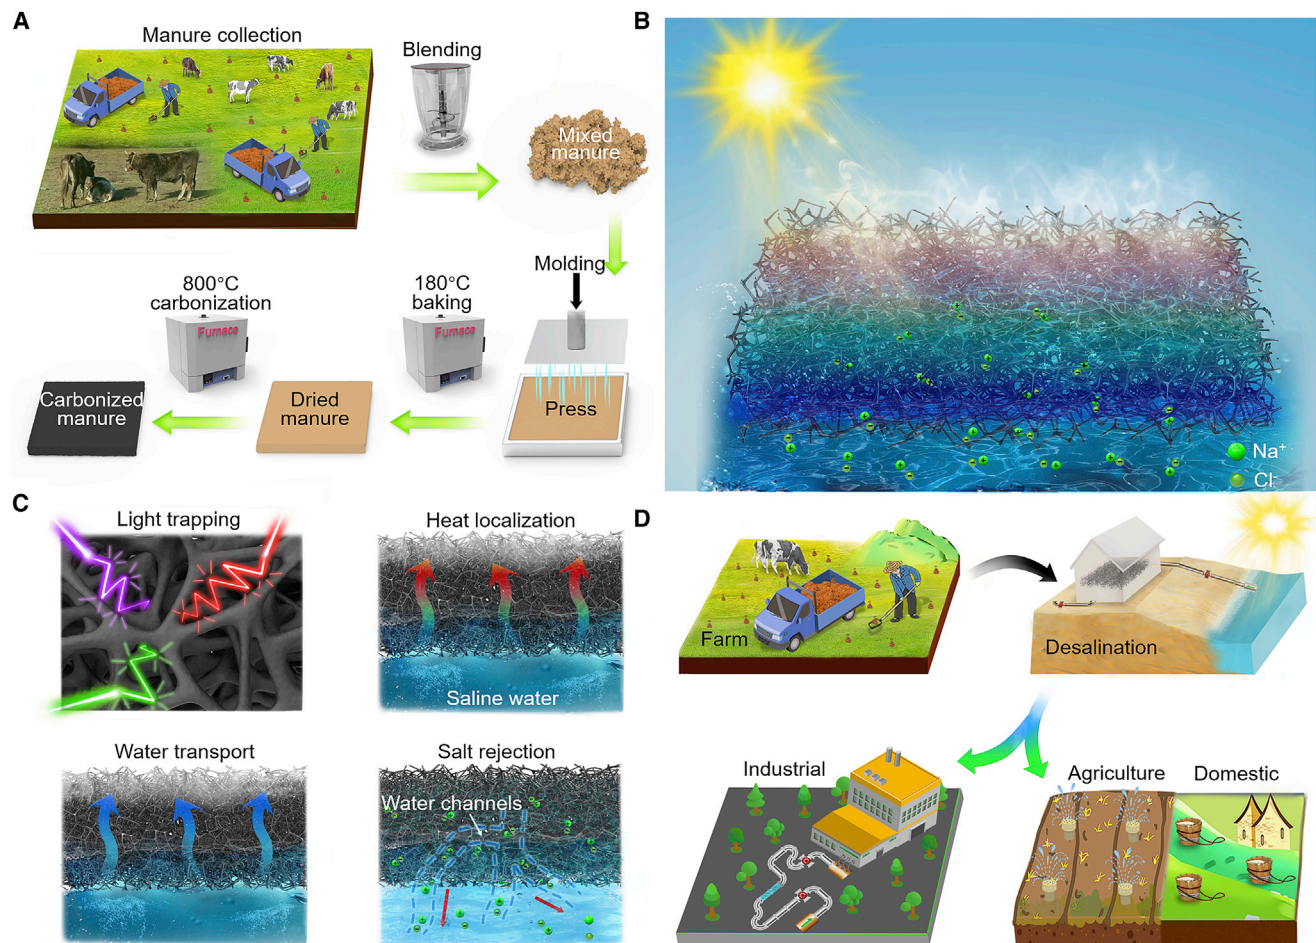 A
Manure collection
Blending
Mixed
manure
Molding
800°C
carbonization
180°C
baking
Furnace
Furnace
Carbonized
manure
Dried
manure
Press
B
Na⁺
Cl
C
Light trapping
Heat localization
Saline water
Water transport
Salt rejection
Water channels
D
Farm
Desalination
Industrial
Agriculture
Domestic